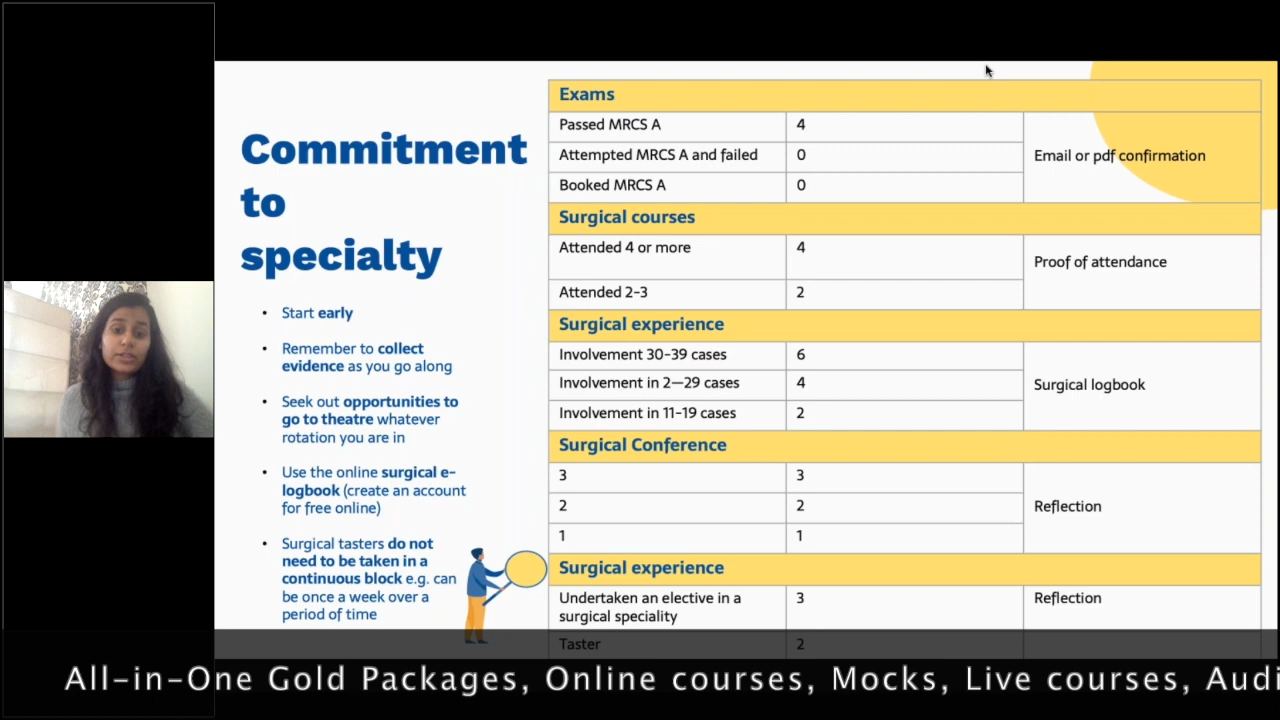 Commitment
to
specialty
• Start early
• Remember to collect
evidence as you go along
• Seek out opportunities to
go to theatre whatever
rotation you are in
• Use the online surgical e-
logbook (create an account
for free online)
• Surgical tasters do not
need to be taken in a
continuous block e.g. can
be once a week over a
period of time
Exams
Passed MRCS A 4
Attempted MRCS A and failed 0 Email or pdf confirmation
Booked MRCS A 0
Surgical courses
Attended 4 or more 4
Proof of attendance
Attended 2-3 2
Surgical experience
Involvement 30-39 cases 6
Involvement in 2—29 cases 4 Surgical logbook
Involvement in 11-19 cases 2
Surgical Conference
3 3
2 2 Reflection
1 1
Surgical experience
Undertaken an elective in a 3 Reflection
surgical speciality
Taster 2
All-in-One Gold Packages, Online courses, Mocks, Live courses, Audi